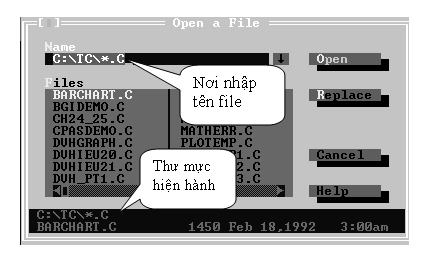 Open a File
Name
C:\TC\*.C
Open
Nơi nhập
tên file
Files
Replace
BARCHART.C
BGIDEMO.C
CH24_25.C
CPASDEMO.C
MATHERR.C
DVHGRAPH.C
PLOTEMP.C
DVHIEU20.C
Cancel
DVHIEU21.C
DVH_PT1.C
Thư mực
hiện hành
Help
C:\TC\*.C
BARCHART.C 1450 Feb 18,1992 3:00am